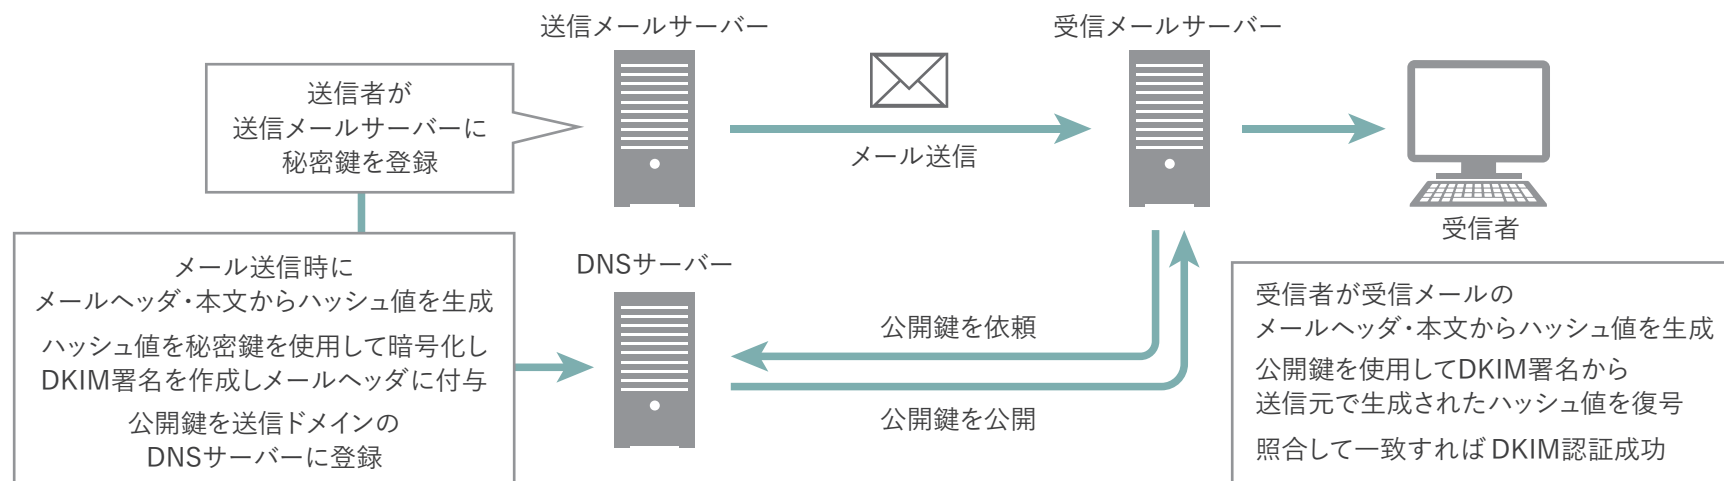 送信メールサーバー
受信メールサーバー
送信者が
送信メールサーバーに
秘密鍵を登録
メール送信
受信者
メール送信時に
メールヘッダ・本文からハッシュ値を生成
ハッシュ値を秘密鍵を使用して暗号化し
DKIM署名を作成しメールヘッダに付与
公開鍵を送信ドメインの
DNSサーバーに登録
DNSサーバー
公開鍵を依頼
公開鍵を公開
受信者が受信メールの
メールヘッダ・本文からハッシュ値を生成
公開鍵を使用してDKIM署名から
送信元で生成されたハッシュ値を復号
照合して一致すれば DKIM認証成功